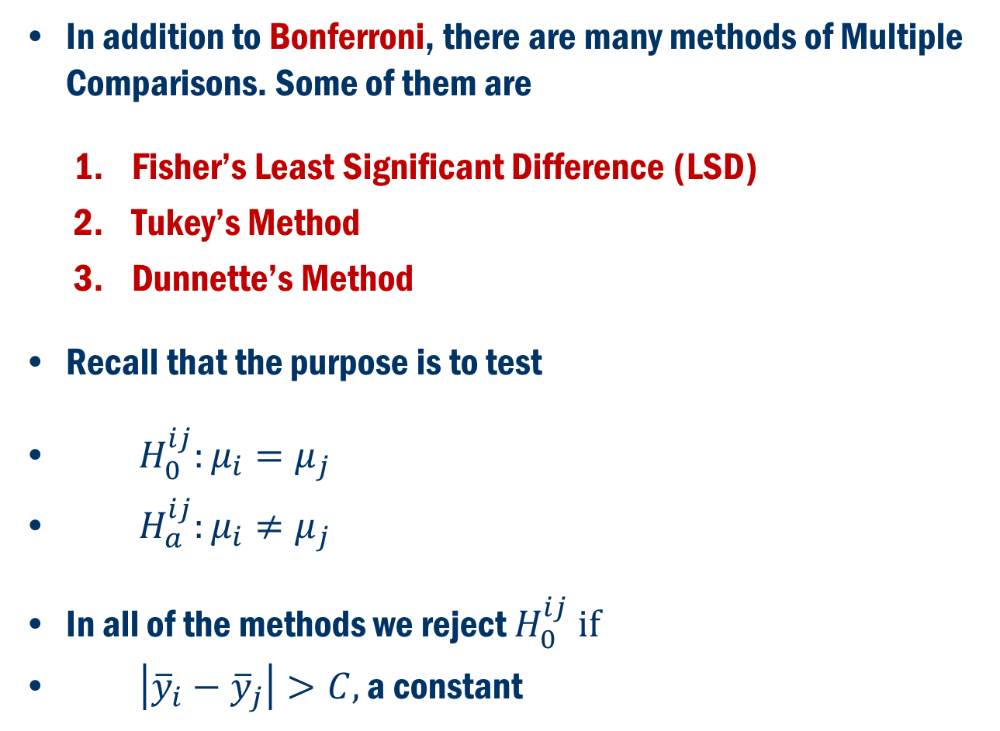 • In addition to Bonferroni, there are many methods of Multiple
Comparisons. Some of them are
1. Fisher’s Least Significant Difference (LSD)
2. Tukey’s Method
3. Dunnette’s Method
• Recall that the purpose is to test
• $H_0^{ij}: \mu_i = \mu_j$
• $H_a^{ij}: \mu_i \neq \mu_j$
• In all of the methods we reject $H_0^{ij}$ if
• $|\bar{y}_i - \bar{y}_j| > C$, a constant